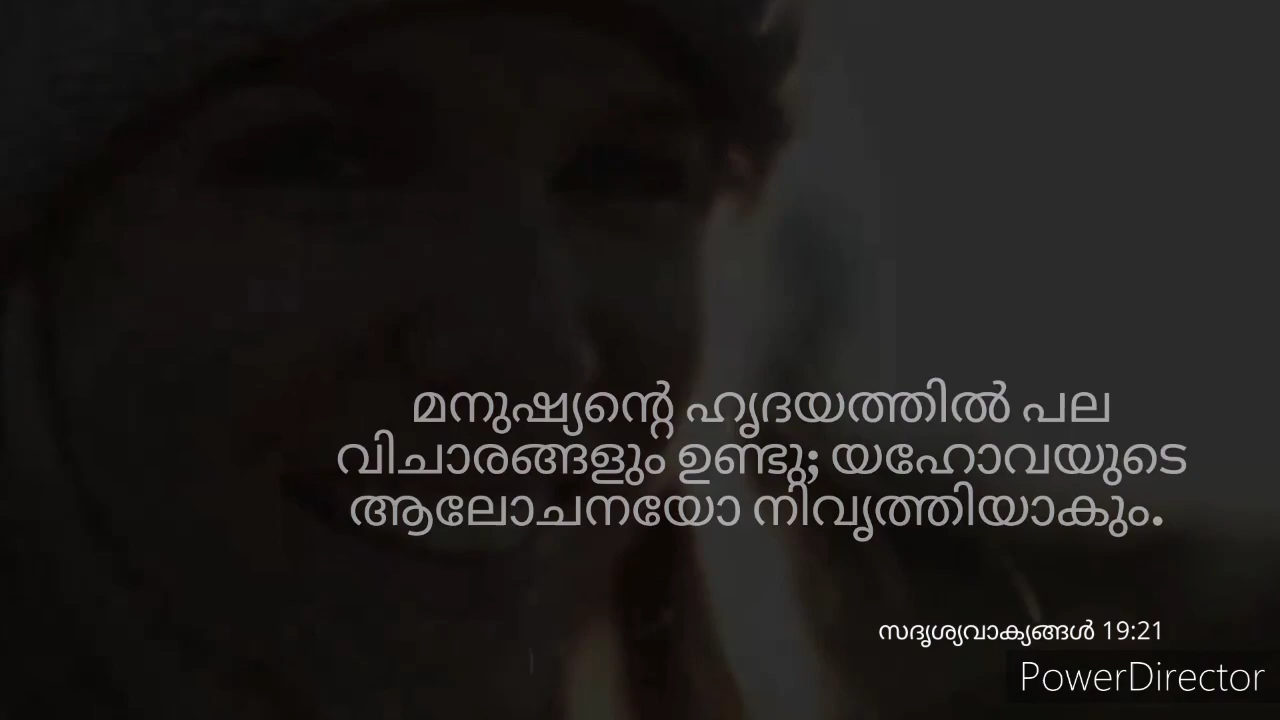 മനുഷ്യന്റെ ഹൃദയത്തിൽ പല
വിചാരങ്ങളും ഉണ്ടു; യഹോവയുടെ
ആലോചനയോ നിവൃത്തിയാകും.
സദൃശ്യവാക്യങ്ങൾ 19:21
PowerDirector